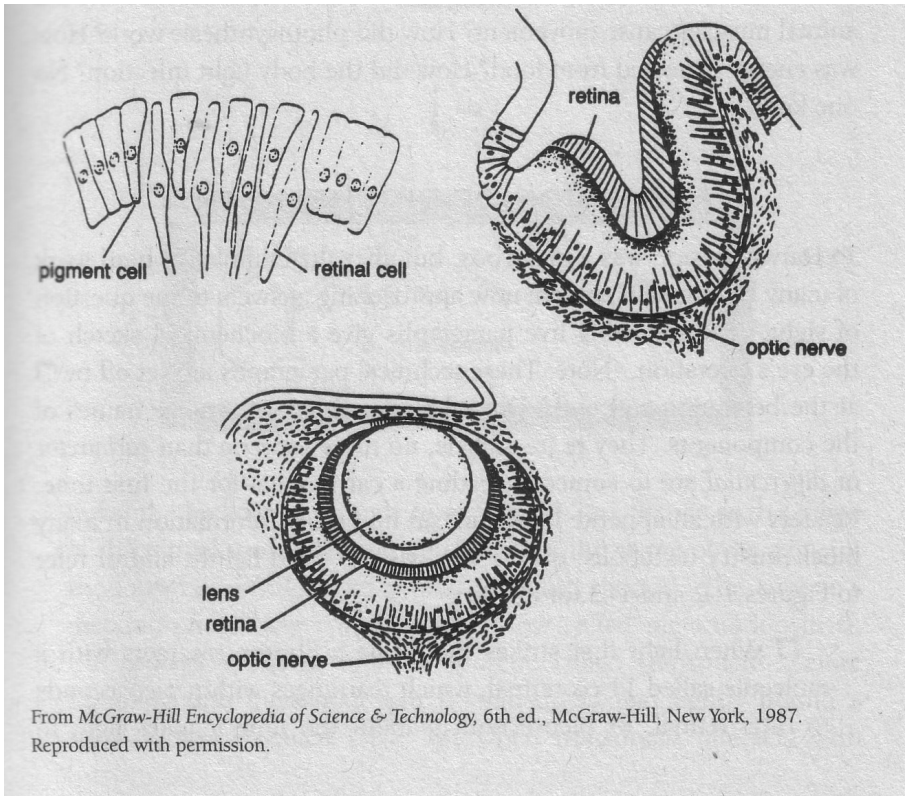 pigment cell
retinal cell
retina
optic nerve
lens
retina
optic nerve
From McGraw-Hill Encyclopedia of Science & Technology, 6th ed., McGraw-Hill, New York, 1987.
Reproduced with permission.